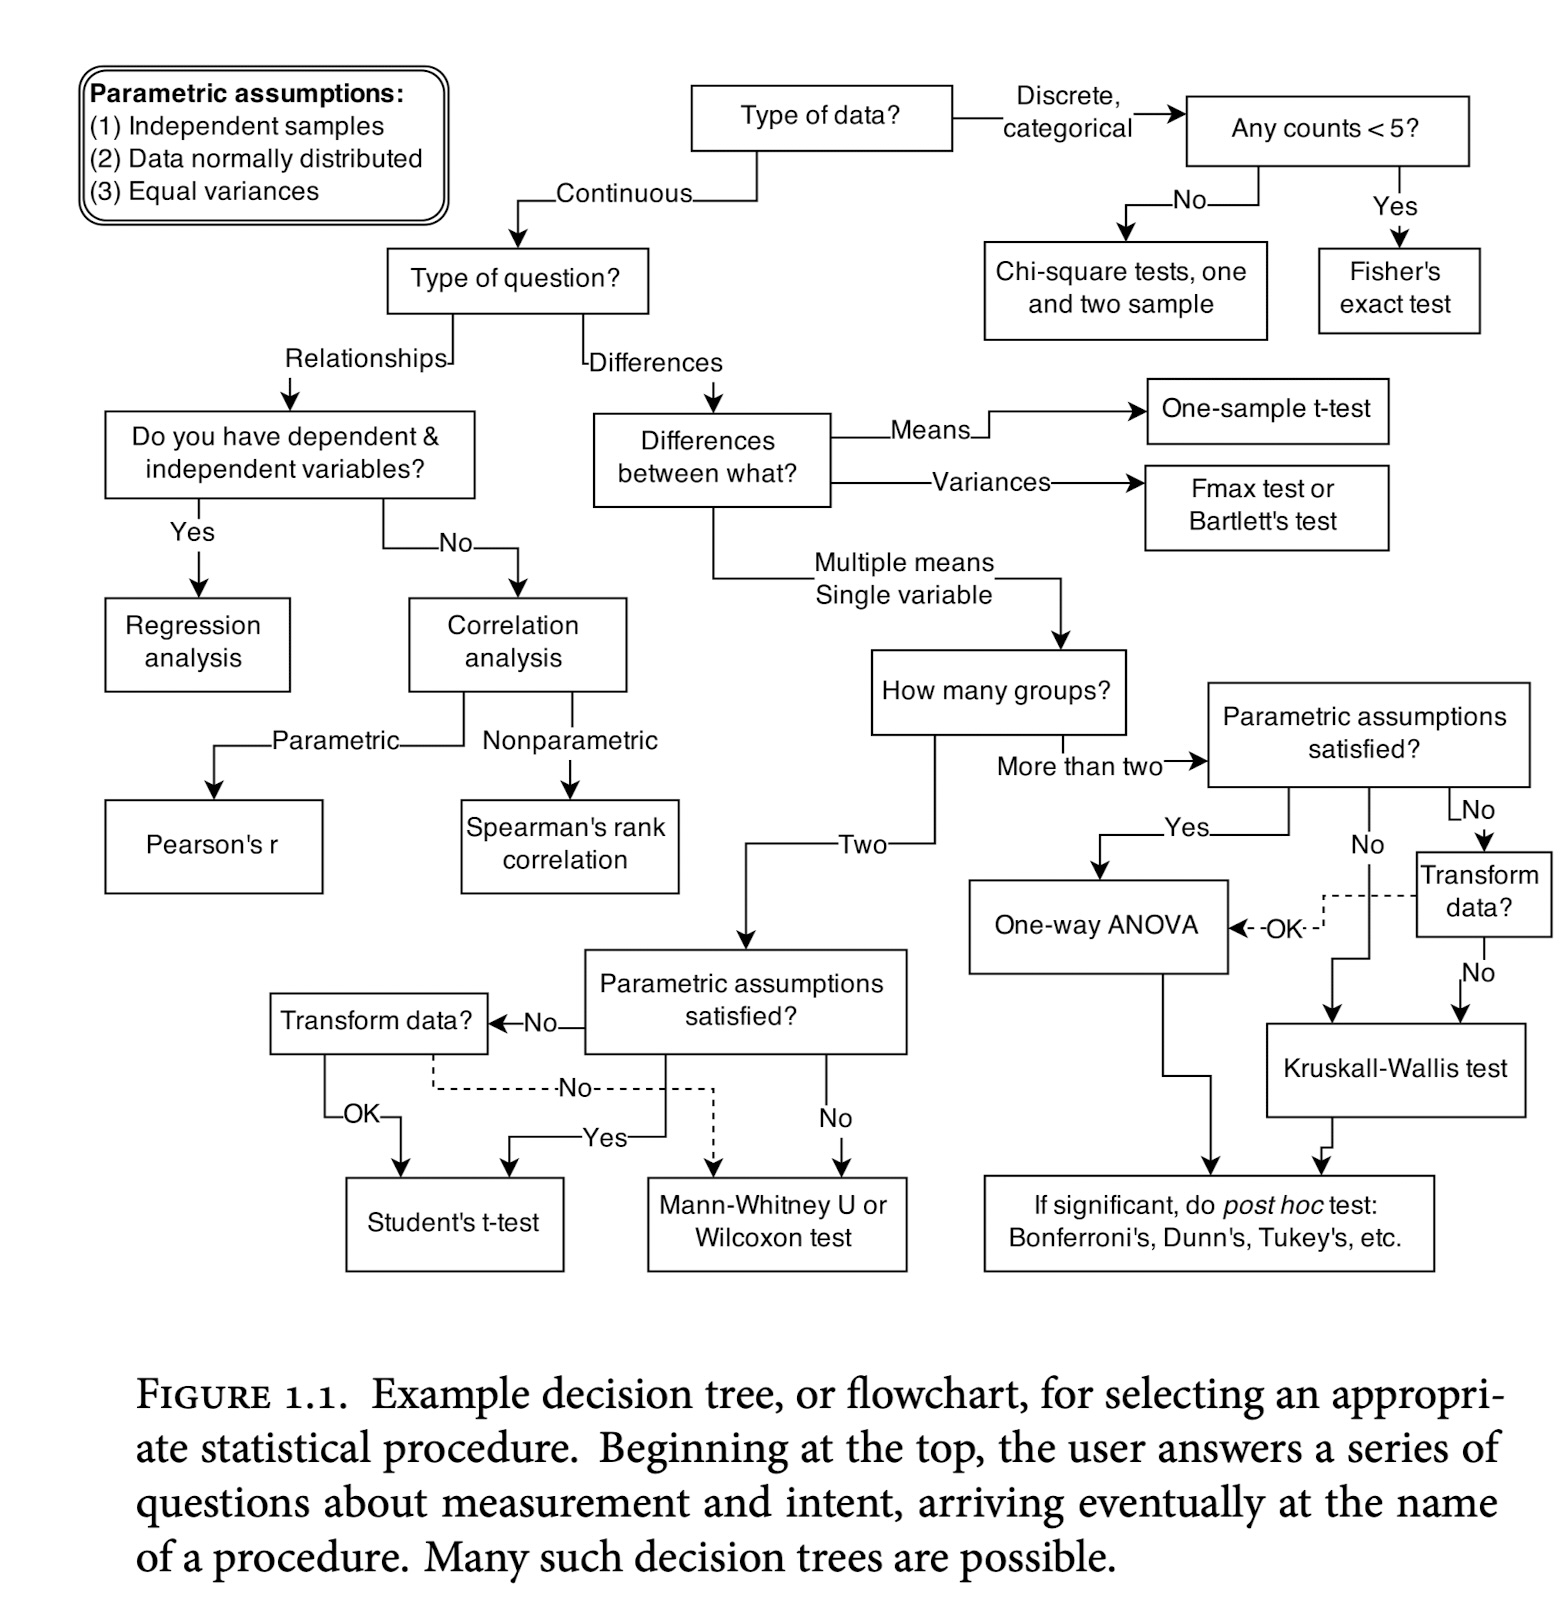 Parametric assumptions:
(1) Independent samples
(2) Data normally distributed
(3) Equal variances
Type of data?
Discrete,
categorical
Any counts < 5?
Continuous
No
Yes
Type of question?
Chi-square tests, one
and two sample
Fisher's
exact test
Relationships
Differences
Do you have dependent &
independent variables?
Differences
between what?
Means
One-sample t-test
Variances
Fmax test or
Bartlett's test
Yes
No
Multiple means
Single variable
Regression
analysis
Correlation
analysis
How many groups?
Parametric
Nonparametric
More than two
Parametric assumptions
satisfied?
Pearson's r
Spearman's rank
correlation
Two
Yes
No
No
Transform
data?
One-way ANOVA
OK
No
Parametric assumptions
satisfied?
Transform data?
No
Kruskall-Wallis test
No
OK
Yes
No
Student's t-test
Mann-Whitney U or
Wilcoxon test
If significant, do post hoc test:
Bonferroni's, Dunn's, Tukey's, etc.
Figure 1.1. Example decision tree, or flowchart, for selecting an appropri-
ate statistical procedure. Beginning at the top, the user answers a series of
questions about measurement and intent, arriving eventually at the name
of a procedure. Many such decision trees are possible.